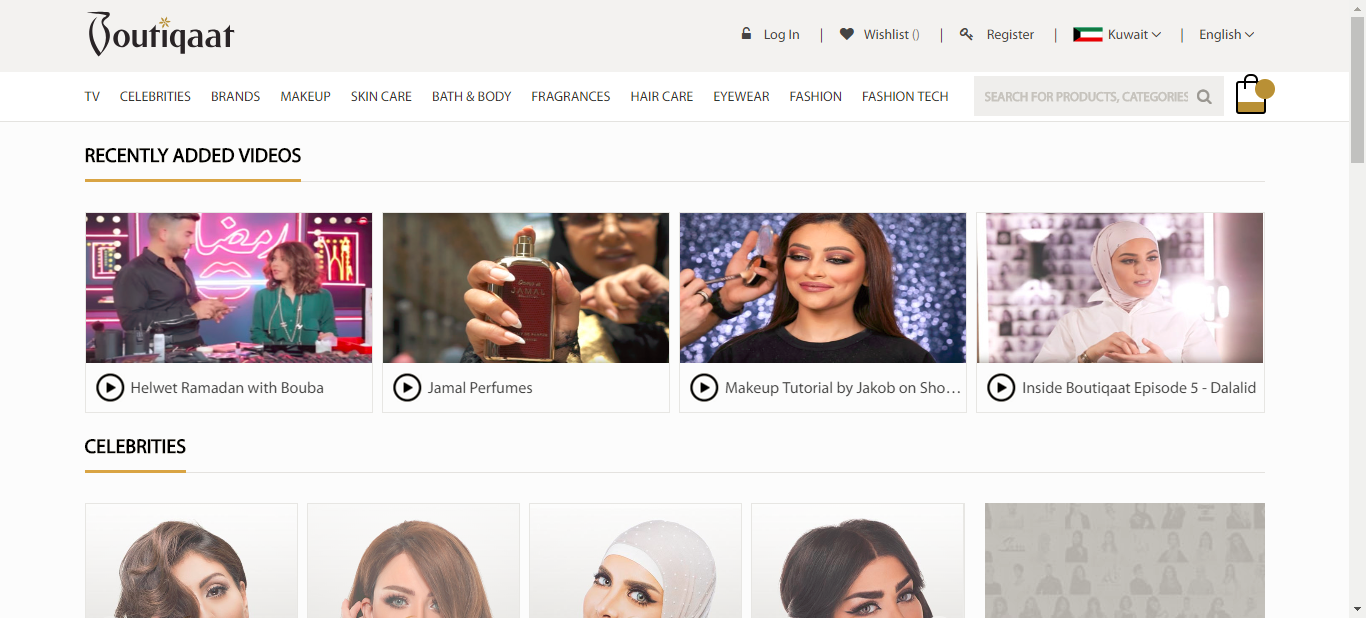 Boutiqaat
Log In | Wishlist () | Register | Kuwait | English
TV CELEBRITIES BRANDS MAKEUP SKIN CARE BATH & BODY FRAGRANCES HAIR CARE EYEWEAR FASHION FASHION TECH SEARCH FOR PRODUCTS, CATEGORIES
RECENTLY ADDED VIDEOS
رمضان
JAMAL
Helwet Ramadan with Bouba
Jamal Perfumes
Makeup Tutorial by Jakob on Sho…
Inside Boutiqaat Episode 5 - Dalalid
CELEBRITIES